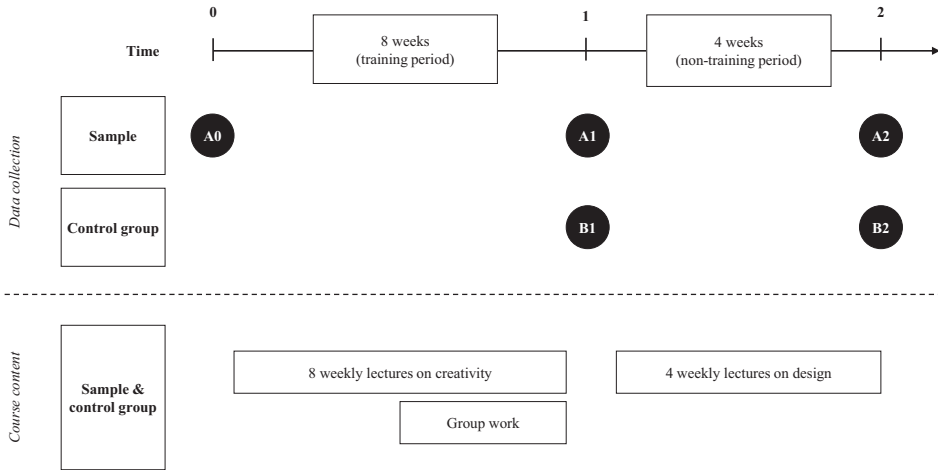 0
1
2
Time
8 weeks
(training period)
4 weeks
(non-training period)
Data collection
Sample
A0
A1
A2
Control group
B1
B2
Course content
Sample &
control group
8 weekly lectures on creativity
4 weekly lectures on design
Group work